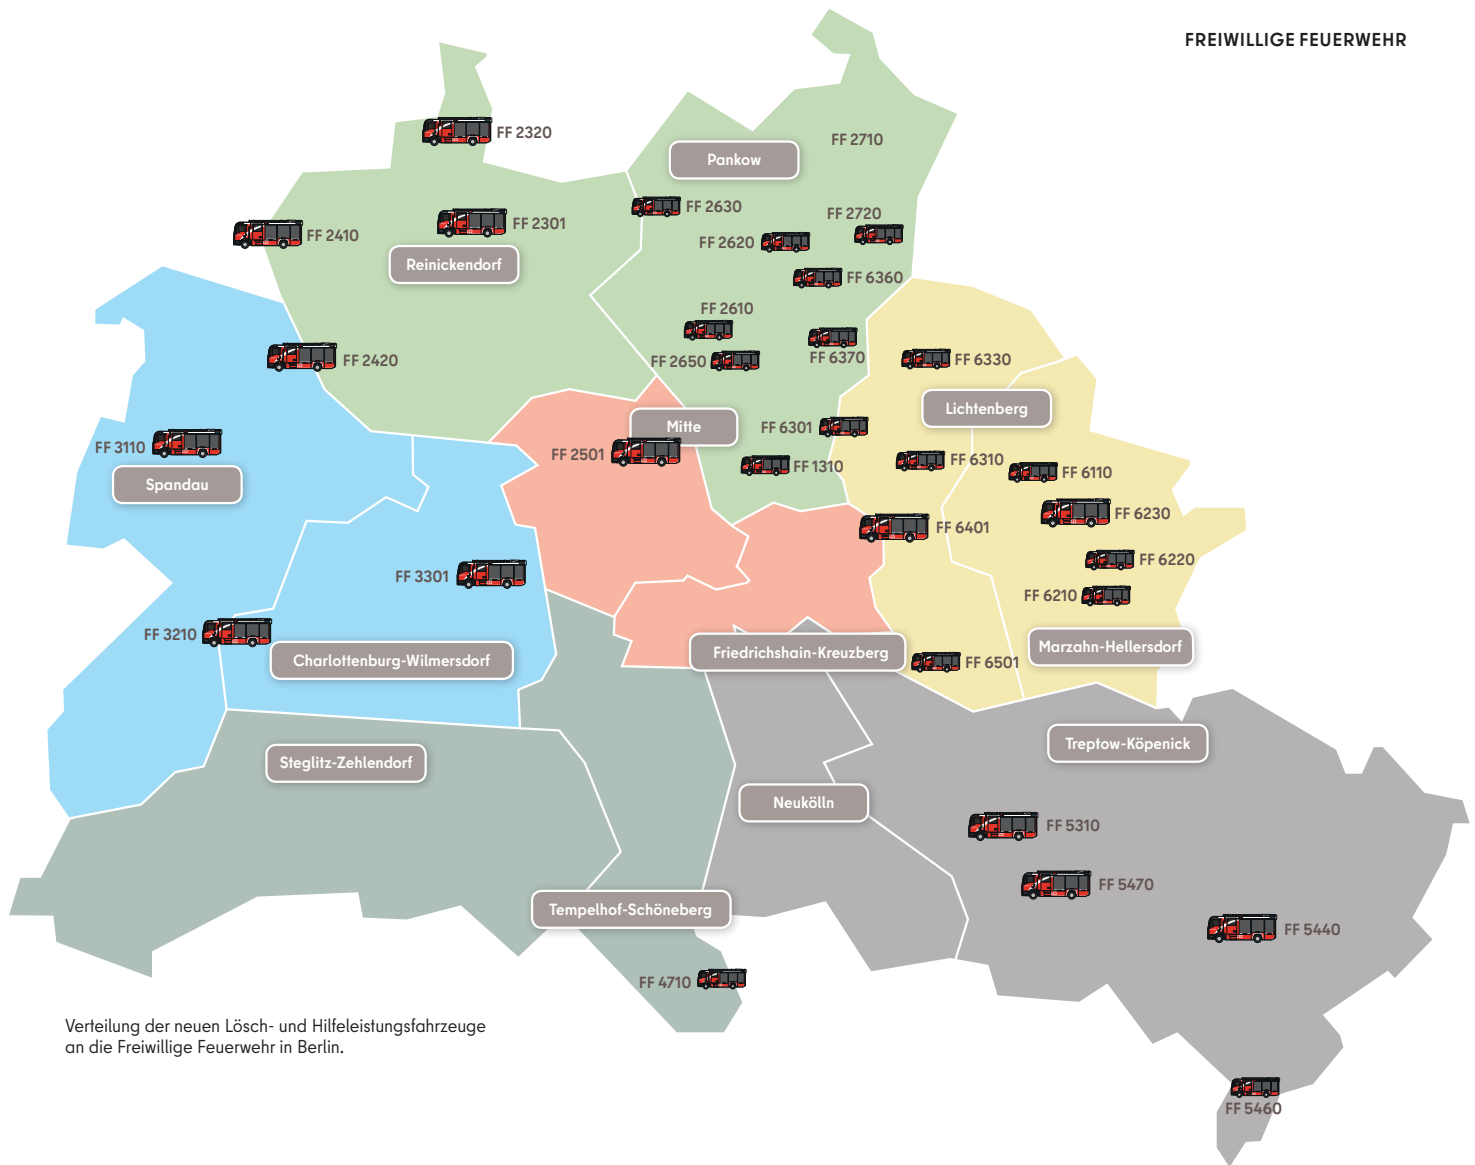 FREIWILLIGE FEUERWEHR
FF 2320
FF 2710
Pankow
FF 2630
FF 2720
FF 2301
FF 2410
FF 2620
Reinickendorf
FF 6360
FF 2610
FF 2420
FF 2650
FF 6370
FF 6330
Lichtenberg
Mitte
FF 6301
FF 3110
FF 2501
FF 1310
FF 6310
FF 6110
Spandau
FF 6230
FF 6401
FF 6220
FF 3301
FF 6210
FF 3210
Charlottenburg-Wilmersdorf
Friedrichshain-Kreuzberg
FF 6501
Marzahn-Hellersdorf
Treptow-Köpenick
Steglitz-Zehlendorf
Neukölln
FF 5310
FF 5470
Tempelhof-Schöneberg
FF 5440
FF 4710
Verteilung der neuen Lösch- und Hilfeleistungsfahrzeuge
an die Freiwillige Feuerwehr in Berlin.
FF 5460